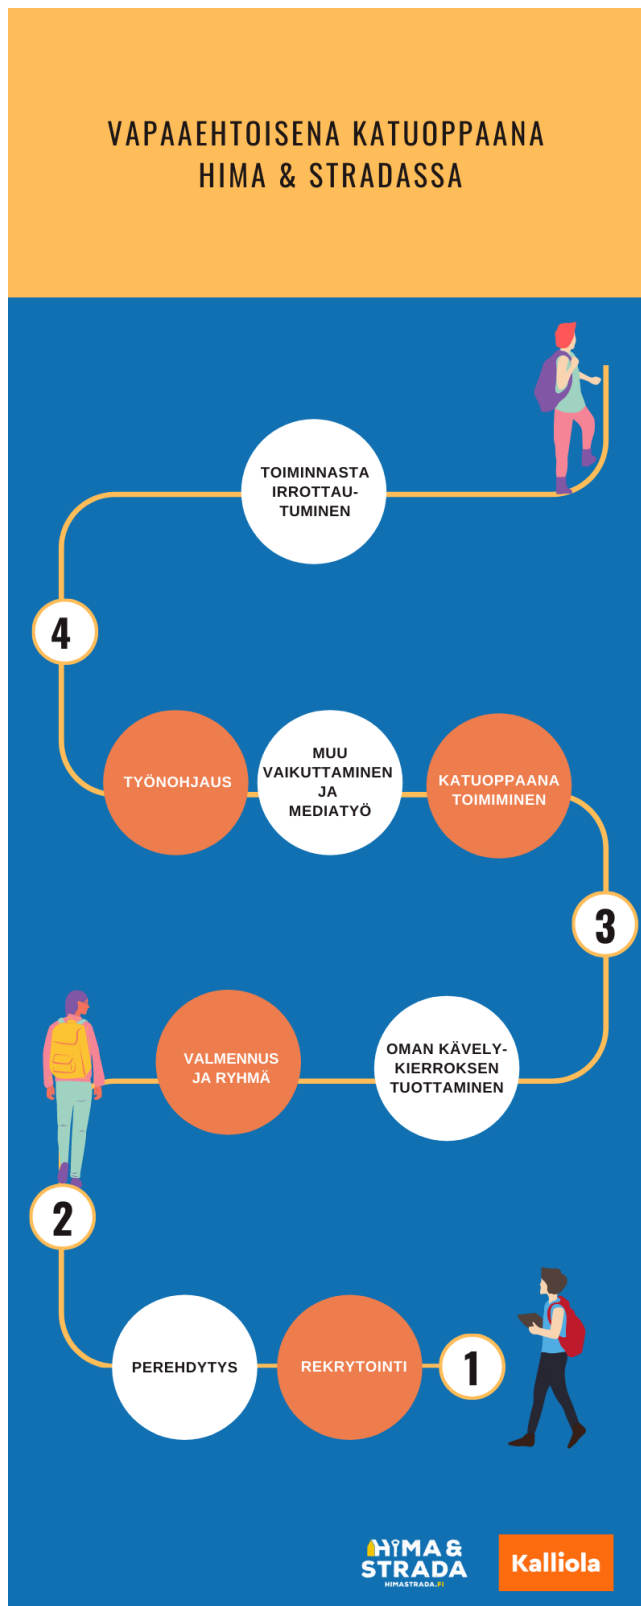 VAPAAEHTOISENA KATUOPPAANA
HIMA & STRADASSA
TOIMINNASTA
IRROTTAU-
TUMINEN
4
TYÖNOHJAUS
MUU
VAIKUTTAMINEN
JA
MEDIATYÖ
KATUOPPAANA
TOIMIMINEN
3
VALMENNUS
JA RYHMÄ
OMAN KÄVELY-
KIERROKSEN
TUOTTAMINEN
2
PEREHDYTYS
REKRYTOINTI
1
HIMA &
STRADA
HIMASTRADA.FI
Kalliola